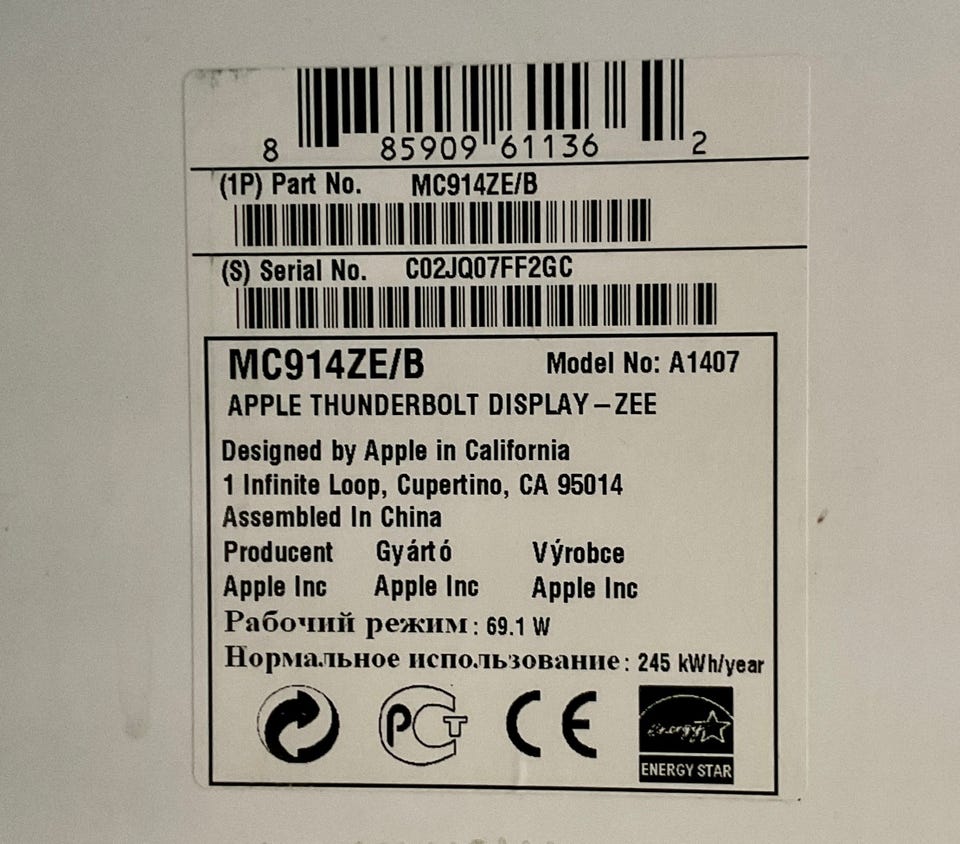 8 85909 61136 2
(1P) Part No. MC914ZE/B
(S) Serial No. C02JQ07FF2GC
MC914ZE/B Model No: A1407
APPLE THUNDERBOLT DISPLAY-ZEE
Designed by Apple in California
1 Infinite Loop, Cupertino, CA 95014
Assembled In China
Producent Gyártó Výrobce
Apple Inc Apple Inc Apple Inc
Рабочий режим: 69.1 W
Нормальное использование: 245 kWh/year
РСТ CE energy
ENERGY STAR